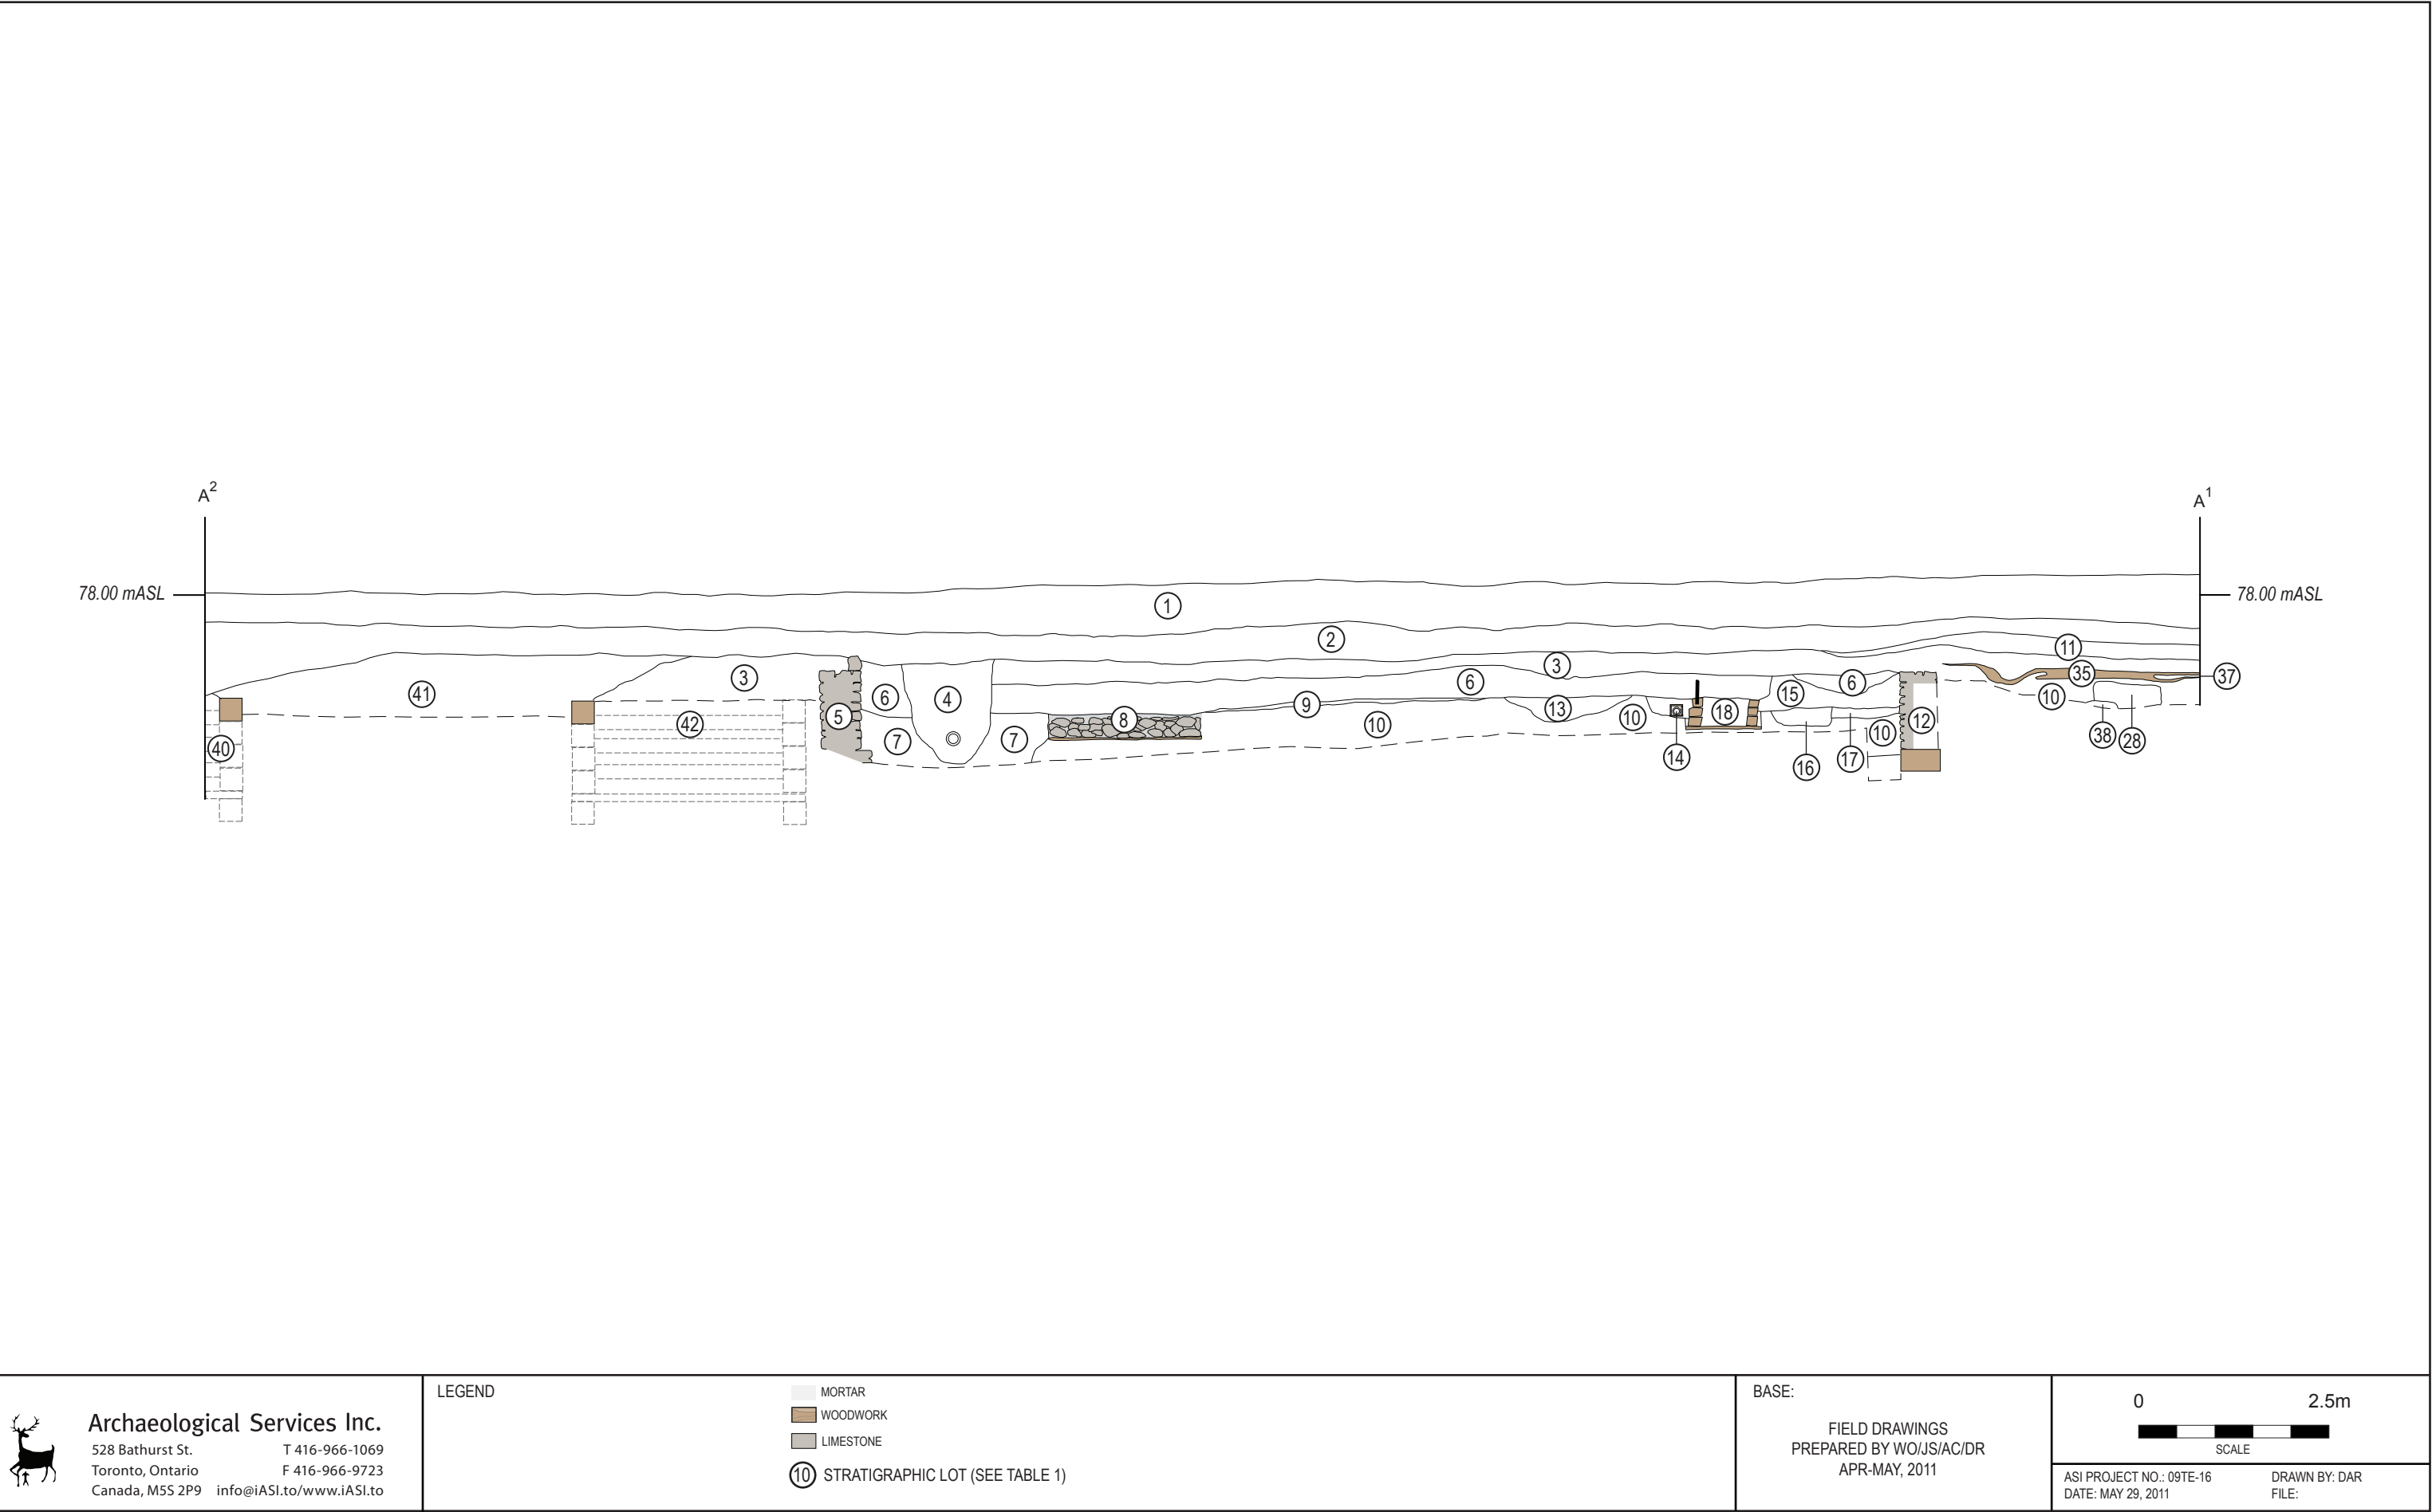 A2 A1
78.00 mASL 78.00 mASL
1
2
11
3
35
3 6 37
41 6 4 6 15 10
9
13 18
5 8 10 12
42 10 10
40 7 7 38 28
14 16 17
Archaeological Services Inc.
528 Bathurst St. T 416-966-1069
Toronto, Ontario F 416-966-9723
Canada, M5S 2P9 info@iASI.to/www.iASI.to
LEGEND
MORTAR
WOODWORK
LIMESTONE
10 STRATIGRAPHIC LOT (SEE TABLE 1)
BASE:
FIELD DRAWINGS
PREPARED BY WO/JS/AC/DR
APR-MAY, 2011
0 2.5m
SCALE
ASI PROJECT NO.: 09TE-16 DRAWN BY: DAR
DATE: MAY 29, 2011 FILE: